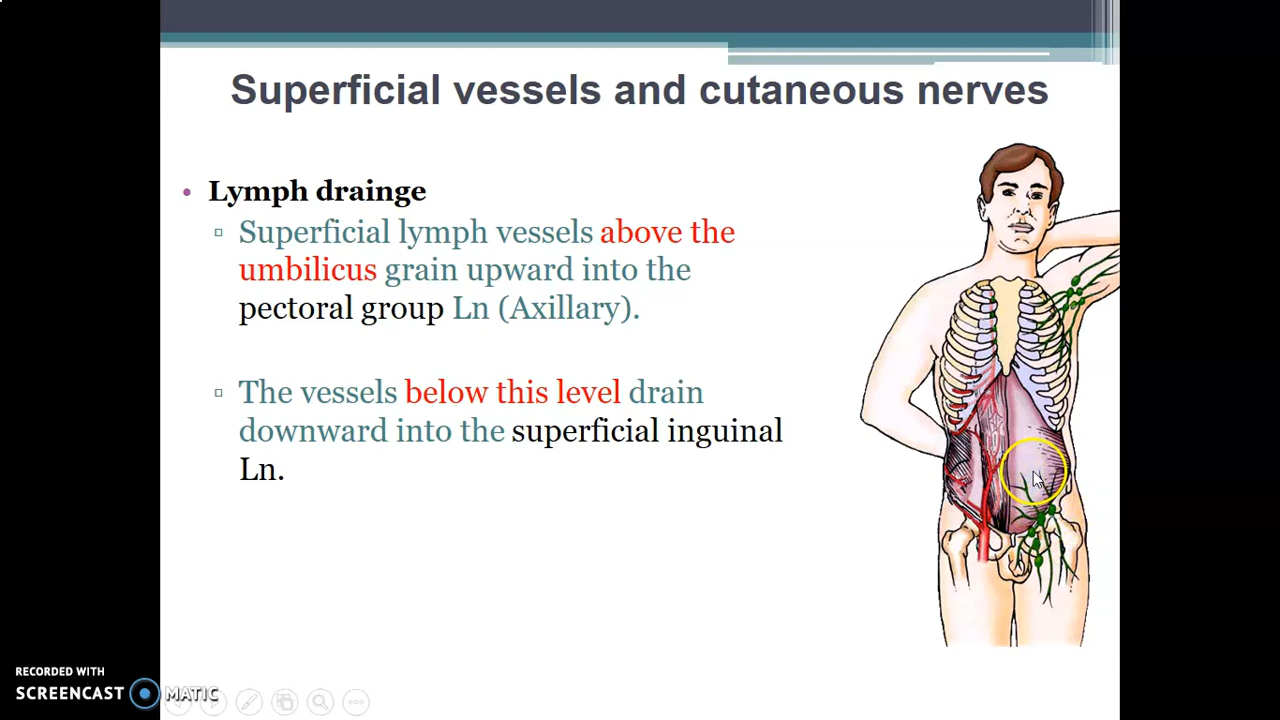 Superficial vessels and cutaneous nerves
Lymph drainge
Superficial lymph vessels above the
umbilicus grain upward into the
pectoral group Ln (Axillary).
The vessels below this level drain
downward into the superficial inguinal
Ln.
RECORDED WITH
SCREENCAST MATIC